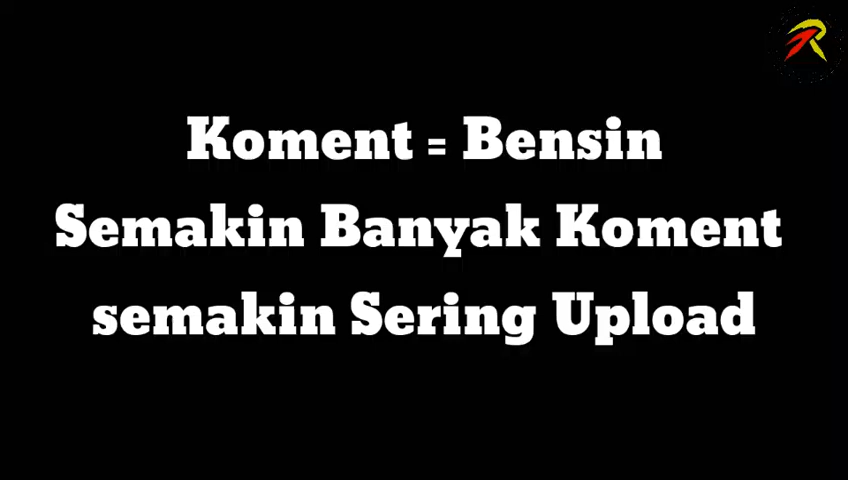 Koment = Bensin
Semakin Banyak Koment
semakin Sering Upload